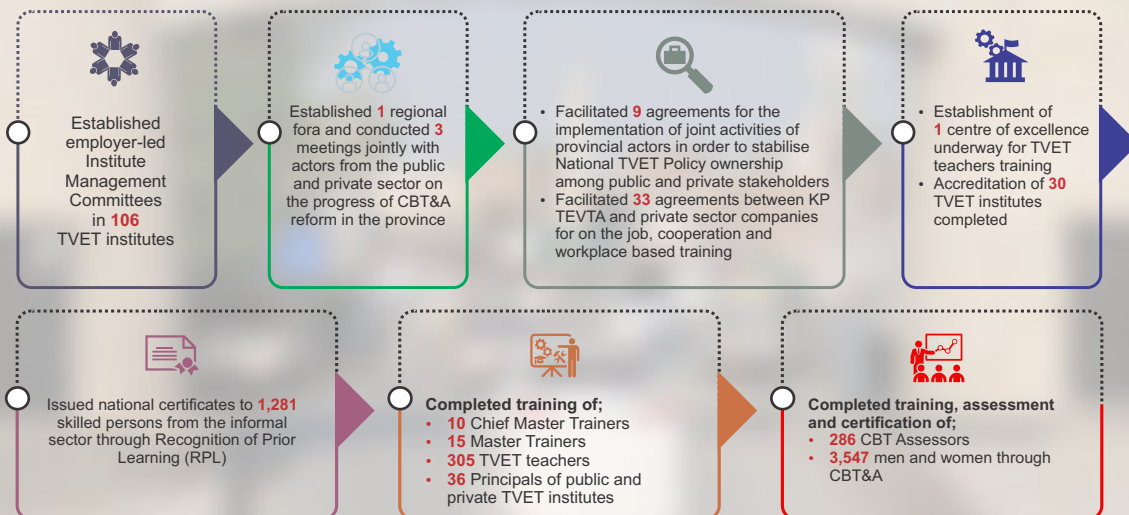 Established
employer-led
Institute
Management
Committees
in 106
TVET institutes
Established 1 regional
fora and conducted 3
meetings jointly with
actors from the public
and private sector on
the progress of CBT&A
reform in the province
• Facilitated 9 agreements for the
implementation of joint activities of
provincial actors in order to stabilise
National TVET Policy ownership
among public and private stakeholders
• Facilitated 33 agreements between KP
TEVTA and private sector companies
for on the job, cooperation and
workplace based training
• Establishment of
1 centre of excellence
underway for TVET
teachers training
• Accreditation of 30
TVET institutes
completed
Issued national certificates to 1,281
skilled persons from the informal
sector through Recognition of Prior
Learning (RPL)
Completed training of;
• 10 Chief Master Trainers
• 15 Master Trainers
• 305 TVET teachers
• 36 Principals of public and
private TVET institutes
Completed training, assessment
and certification of;
• 286 CBT Assessors
• 3,547 men and women through
CBT&A